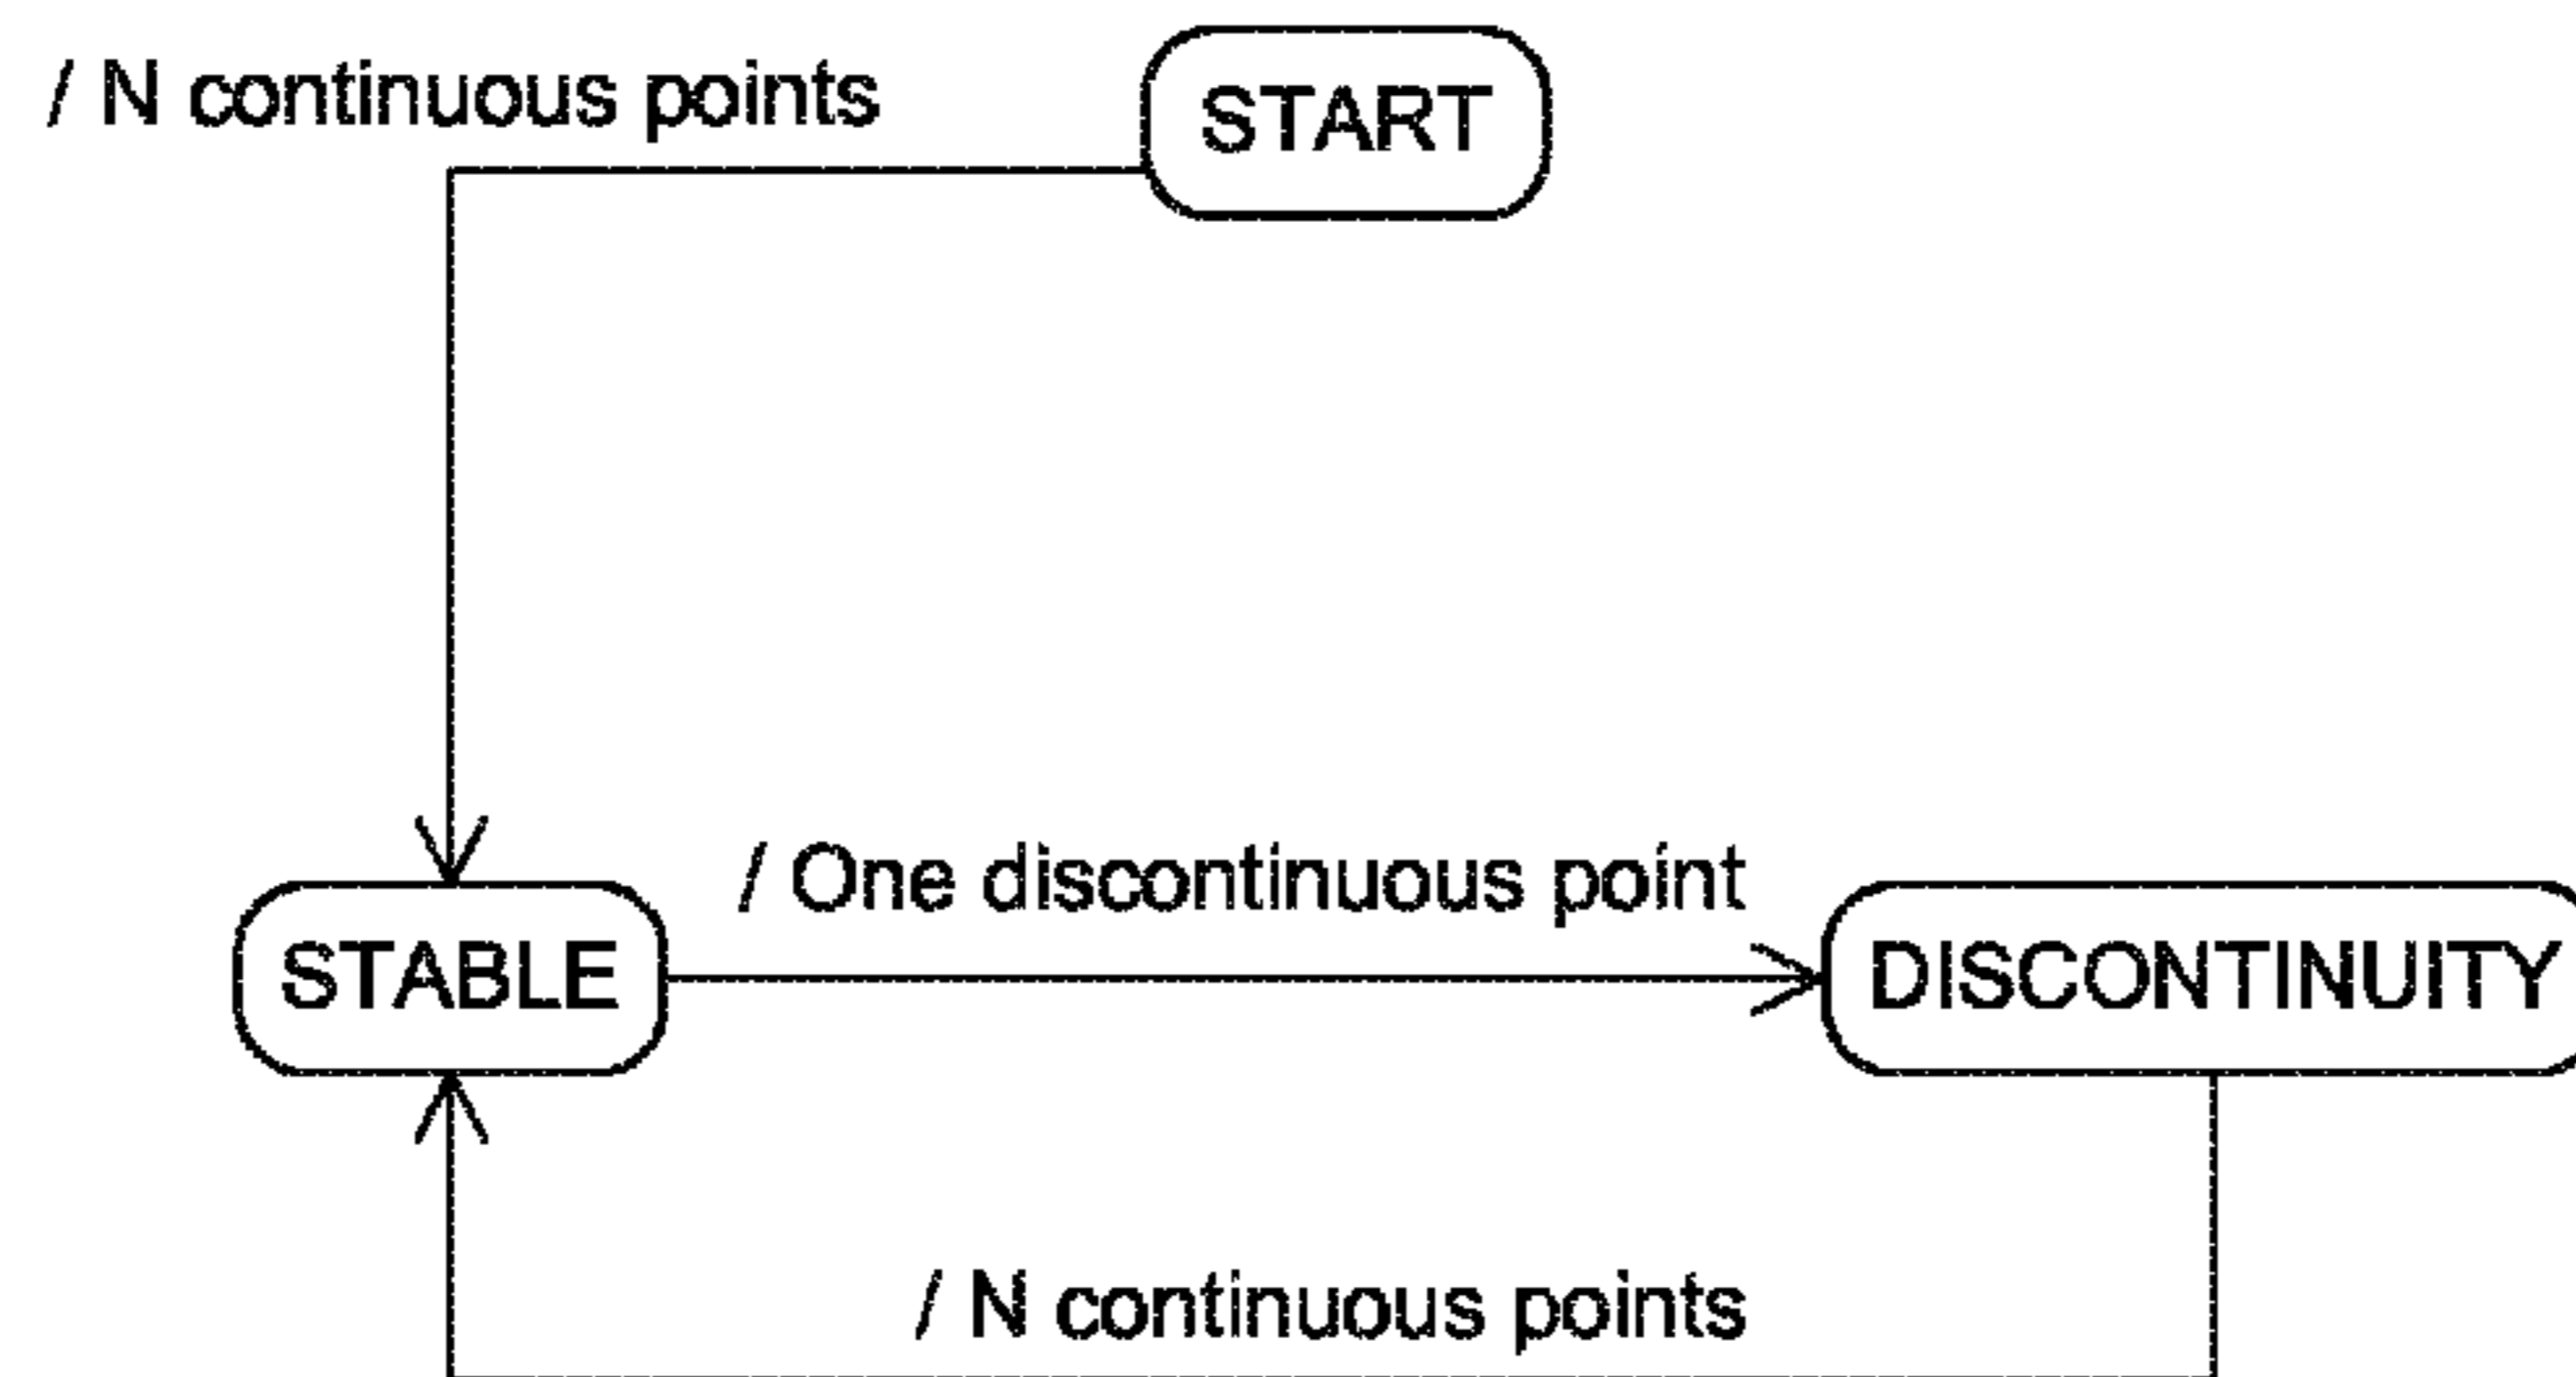 / N continuous points
START
/ One discontinuous point
STABLE
DISCONTINUITY
/ N continuous points